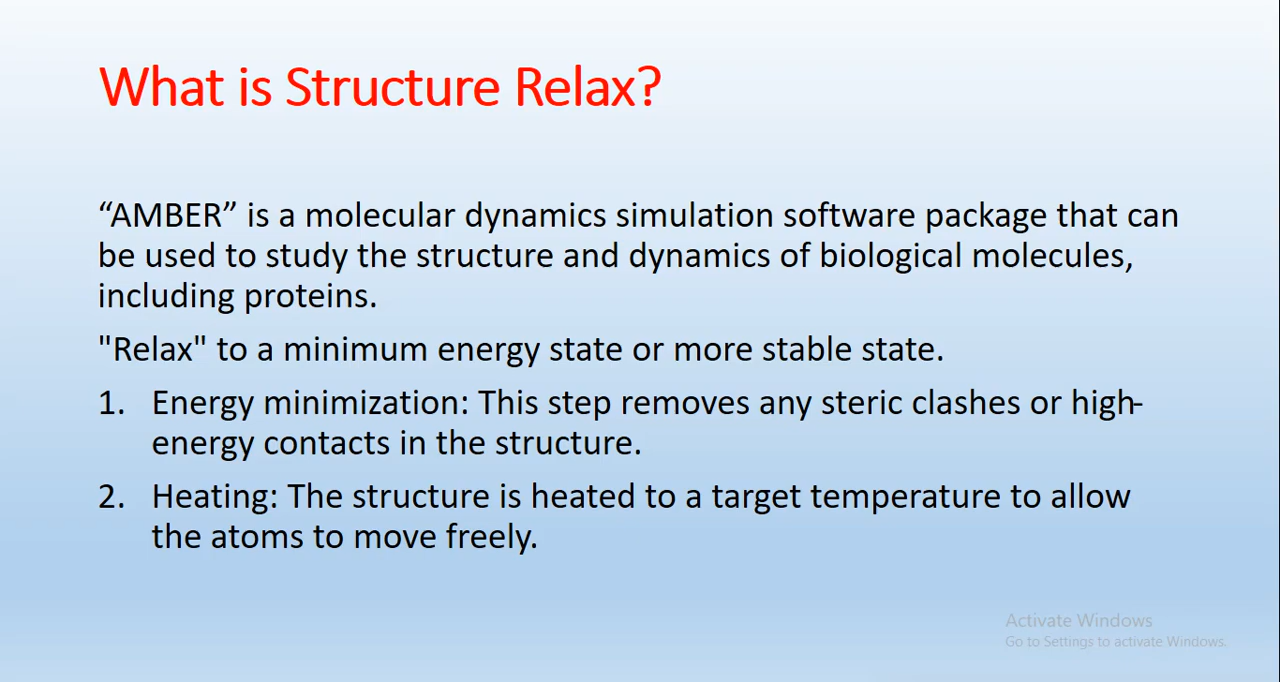 What is Structure Relax?
“AMBER” is a molecular dynamics simulation software package that can
be used to study the structure and dynamics of biological molecules,
including proteins.
"Relax" to a minimum energy state or more stable state.
1. Energy minimization: This step removes any steric clashes or high-
energy contacts in the structure.
2. Heating: The structure is heated to a target temperature to allow
the atoms to move freely.
Activate Windows
Go to Settings to activate Windows.